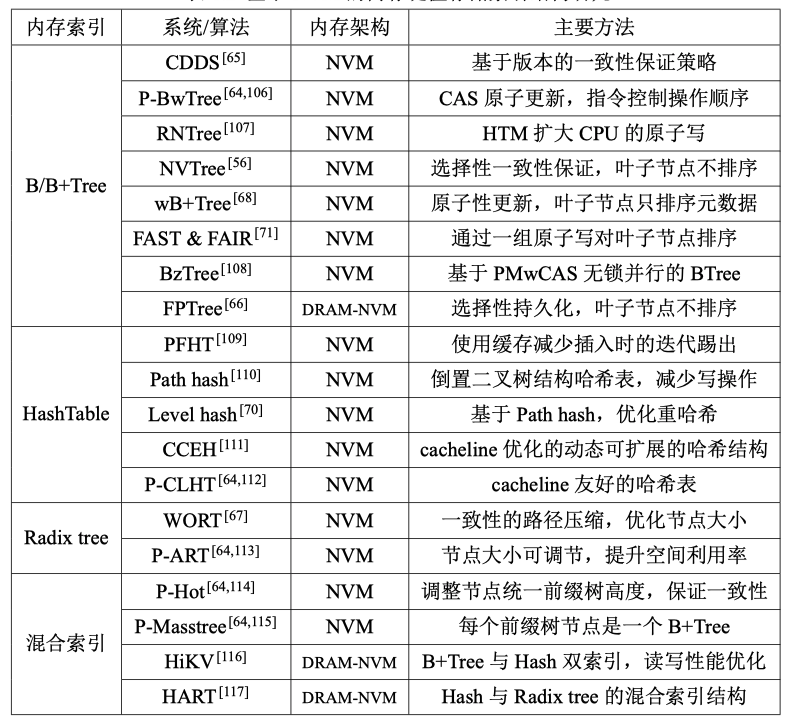 内存索引 系统/算法 内存架构 主要方法
CDDS[65] NVM 基于版本的一致性保证策略
P-BwTree[64,106] NVM CAS 原子更新，指令控制操作顺序
RNTree[107] NVM HTM 扩大 CPU 的原子写
NVTree[56] NVM 选择性一致性保证，叶子节点不排序
B/B+Tree
wB+Tree[68] NVM 原子性更新，叶子节点只排序元数据
FAST & FAIR[71] NVM 通过一组原子写对叶子节点排序
BzTree[108] NVM 基于 PMwCAS 无锁并行的 BTree
FPTree[66] DRAM-NVM 选择性持久化，叶子节点不排序
PFHT[109] NVM 使用缓存减少插入时的迭代踢出
Path hash[110] NVM 倒置二叉树结构哈希表，减少写操作
HashTable Level hash[70] NVM 基于 Path hash，优化重哈希
CCEH[111] NVM cacheline 优化的动态可扩展的哈希结构
P-CLHT[64,112] NVM cacheline 友好的哈希表
WORT[67] NVM 一致性的路径压缩，优化节点大小
Radix tree
P-ART[64,113] NVM 节点大小可调节，提升空间利用率
P-Hot[64,114] NVM 调整节点统一前缀树高度，保证一致性
P-Masstree[64,115] NVM 每个前缀树节点是一个 B+Tree
混合索引
HiKV[116] DRAM-NVM B+Tree 与 Hash 双索引，读写性能优化
HART[117] DRAM-NVM Hash 与 Radix tree 的混合索引结构